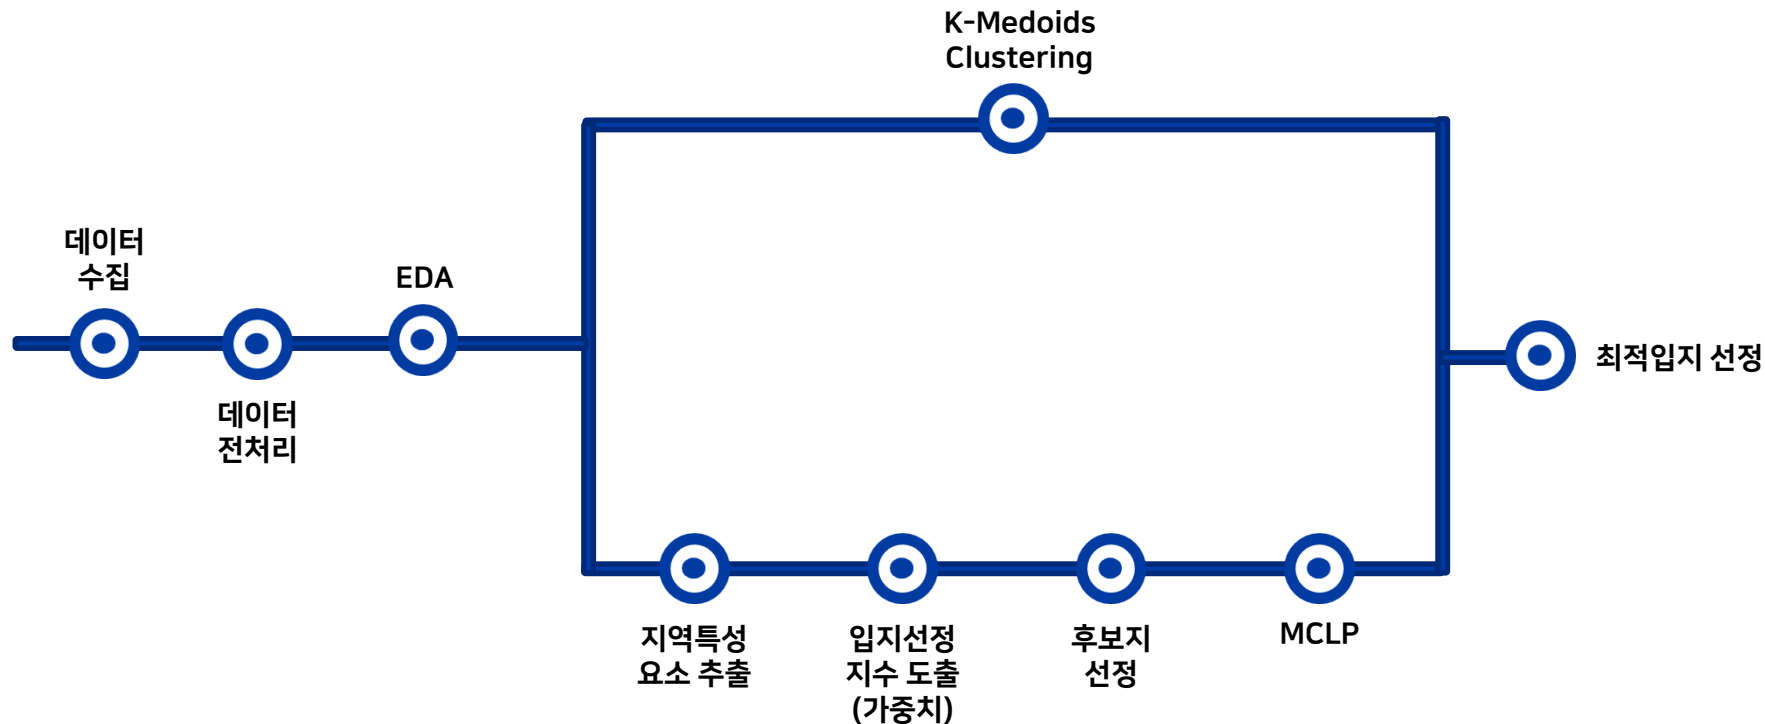 K-Medoids
Clustering
데이터
수집
EDA
데이터
전처리
최적입지 선정
지역특성
요소 추출
입지선정
지수 도출
(가중치)
후보지
선정
MCLP